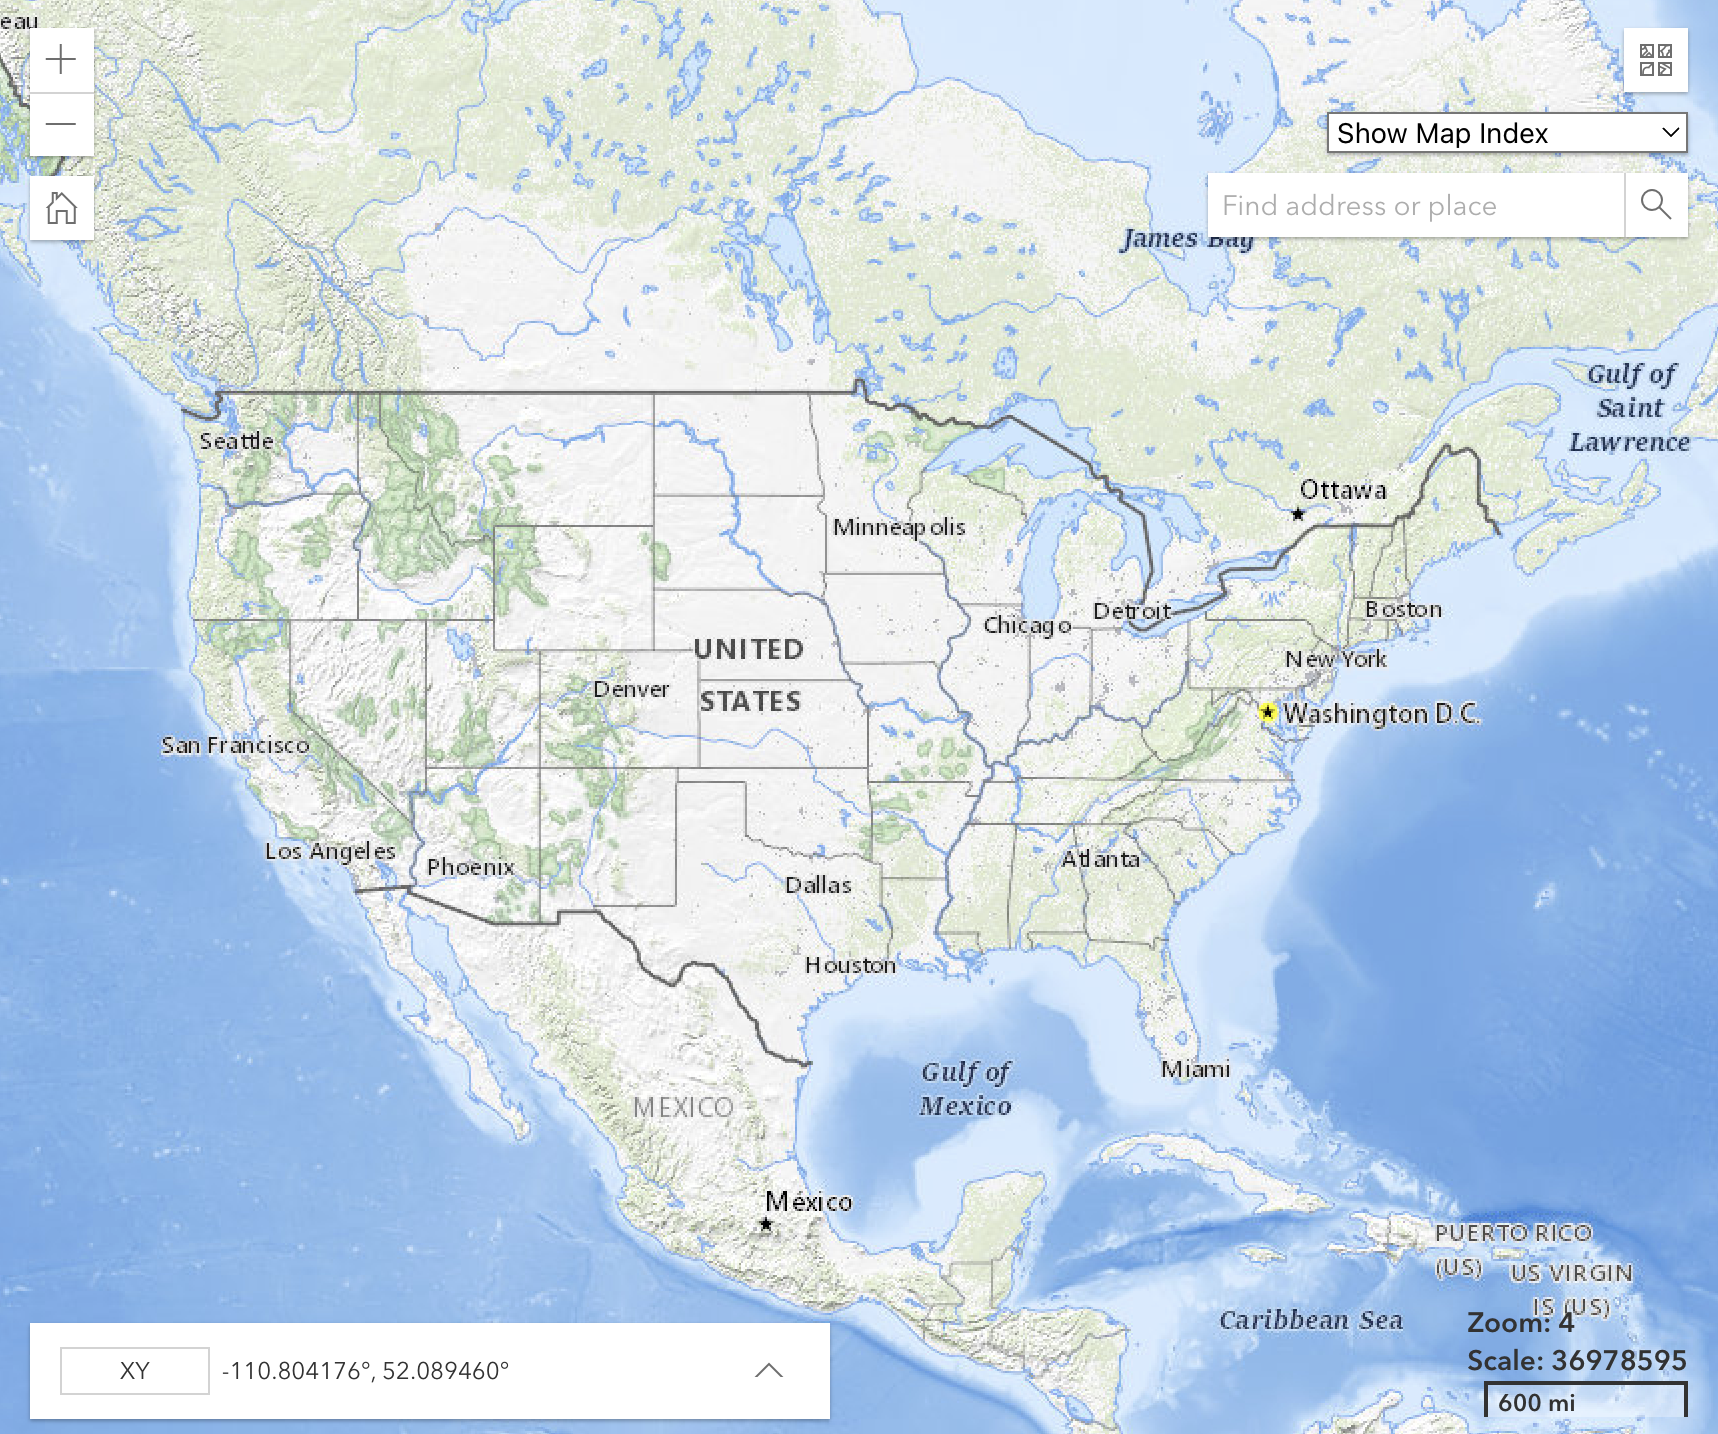 eau
Show Map Index
Find address or place
James Bay
Gulf of
Saint
Lawrence
Seattle
Ottawa
Minneapolis
Chicago
Detroit
Boston
UNITED
STATES
New York
Denver
Washington D.C.
San Francisco
Los Angeles
Phoenix
Dallas
Atlanta
Houston
Gulf of
Mexico
Miami
MEXICO
México
PUERTO RICO
(US)
US VIRGIN
IS (US)
Caribbean Sea
Zoom: 4
Scale: 36978595
600 mi
XY
-110.804176°, 52.089460°